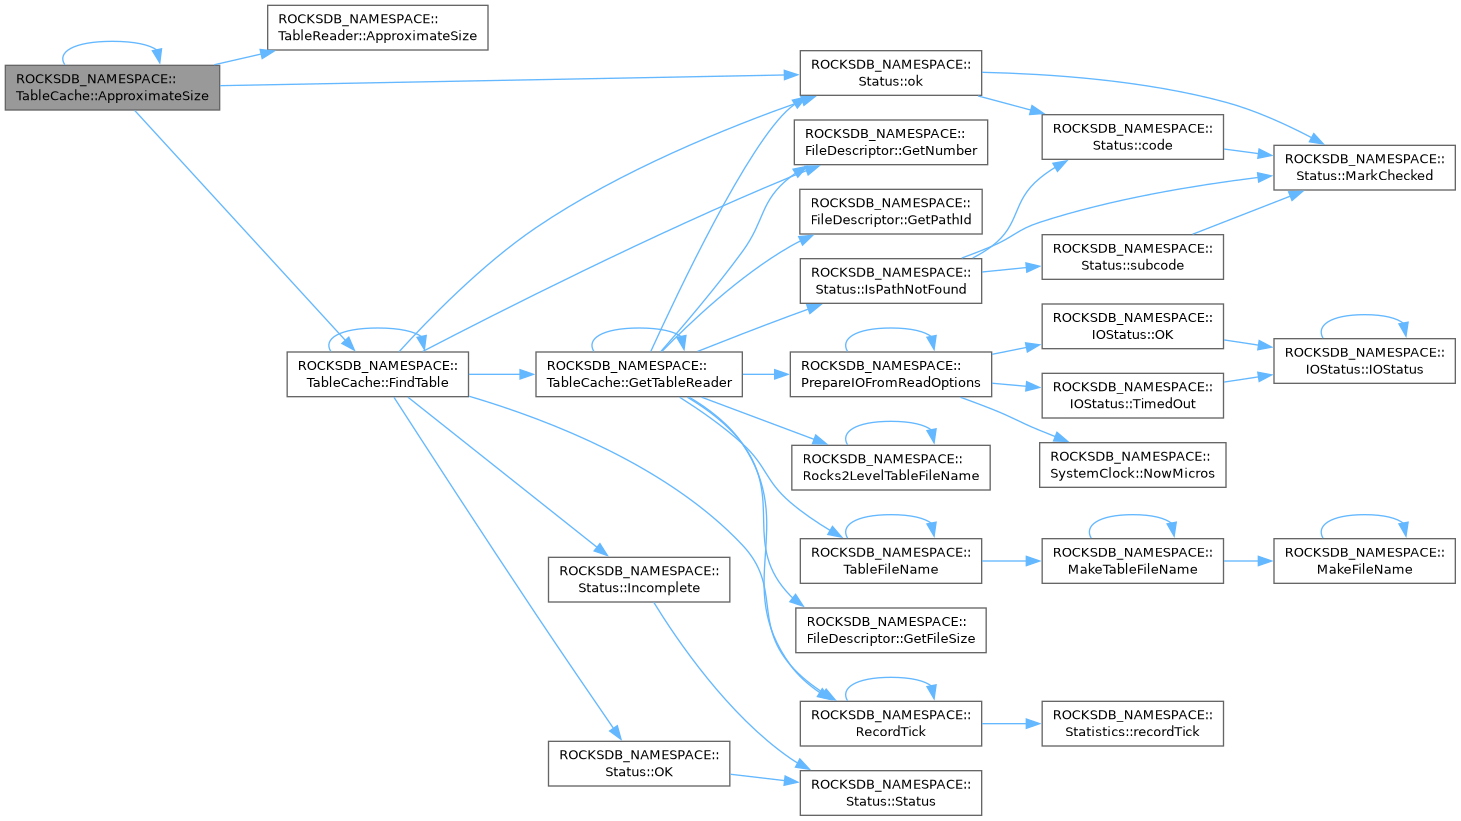 ROCKSDB_NAMESPACE::
TableReader::ApproximateSize
ROCKSDB_NAMESPACE::
TableCache::ApproximateSize
ROCKSDB_NAMESPACE::
Status::ok
ROCKSDB_NAMESPACE::
FileDescriptor::GetNumber
ROCKSDB_NAMESPACE::
Status::code
ROCKSDB_NAMESPACE::
Status::MarkChecked
ROCKSDB_NAMESPACE::
FileDescriptor::GetPathId
ROCKSDB_NAMESPACE::
Status::IsPathNotFound
ROCKSDB_NAMESPACE::
Status::subcode
ROCKSDB_NAMESPACE::
IOStatus::OK
ROCKSDB_NAMESPACE::
IOStatus::IOStatus
ROCKSDB_NAMESPACE::
TableCache::FindTable
ROCKSDB_NAMESPACE::
TableCache::GetTableReader
ROCKSDB_NAMESPACE::
PrepareIOFromReadOptions
ROCKSDB_NAMESPACE::
IOStatus::TimedOut
ROCKSDB_NAMESPACE::
Rocks2LevelTableFileName
ROCKSDB_NAMESPACE::
SystemClock::NowMicros
ROCKSDB_NAMESPACE::
TableFileName
ROCKSDB_NAMESPACE::
MakeTableFileName
ROCKSDB_NAMESPACE::
MakeFileName
ROCKSDB_NAMESPACE::
Status::Incomplete
ROCKSDB_NAMESPACE::
FileDescriptor::GetFileSize
ROCKSDB_NAMESPACE::
RecordTick
ROCKSDB_NAMESPACE::
Statistics::recordTick
ROCKSDB_NAMESPACE::
Status::OK
ROCKSDB_NAMESPACE::
Status::Status